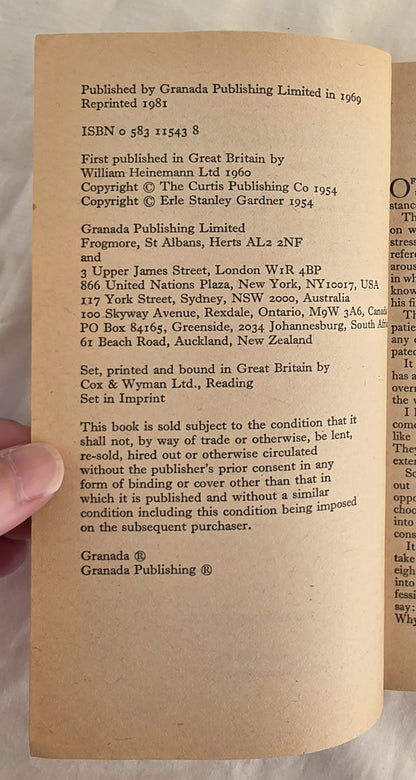 Published by Granada Publishing Limited in 1969
Reprinted 1981
ISBN 0 583 11543 8
First published in Great Britain by
William Heinemann Ltd 1960
Copyright © The Curtis Publishing Co 1954
Copyright © Erle Stanley Gardner 1954
Granada Publishing Limited
Frogmore, St Albans, Herts AL2 2NF
and
3 Upper James Street, London W1R 4BP
866 United Nations Plaza, New York, NY10017, USA
117 York Street, Sydney, NSW 2000, Australia
100 Skyway Avenue, Rexdale, Ontario, M9W 3A6, Canada
PO Box 84165, Greenside, 2034 Johannesburg, South Africa
61 Beach Road, Auckland, New Zealand
Set, printed and bound in Great Britain by
Cox & Wyman Ltd., Reading
Set in Imprint
This book is sold subject to the condition that it
shall not, by way of trade or otherwise, be lent,
re-sold, hired out or otherwise circulated
without the publisher's prior consent in any
form of binding or cover other than that in
which it is published and without a similar
condition including this condition being imposed
on the subsequent purchaser.
Granada ®
Granada Publishing ®